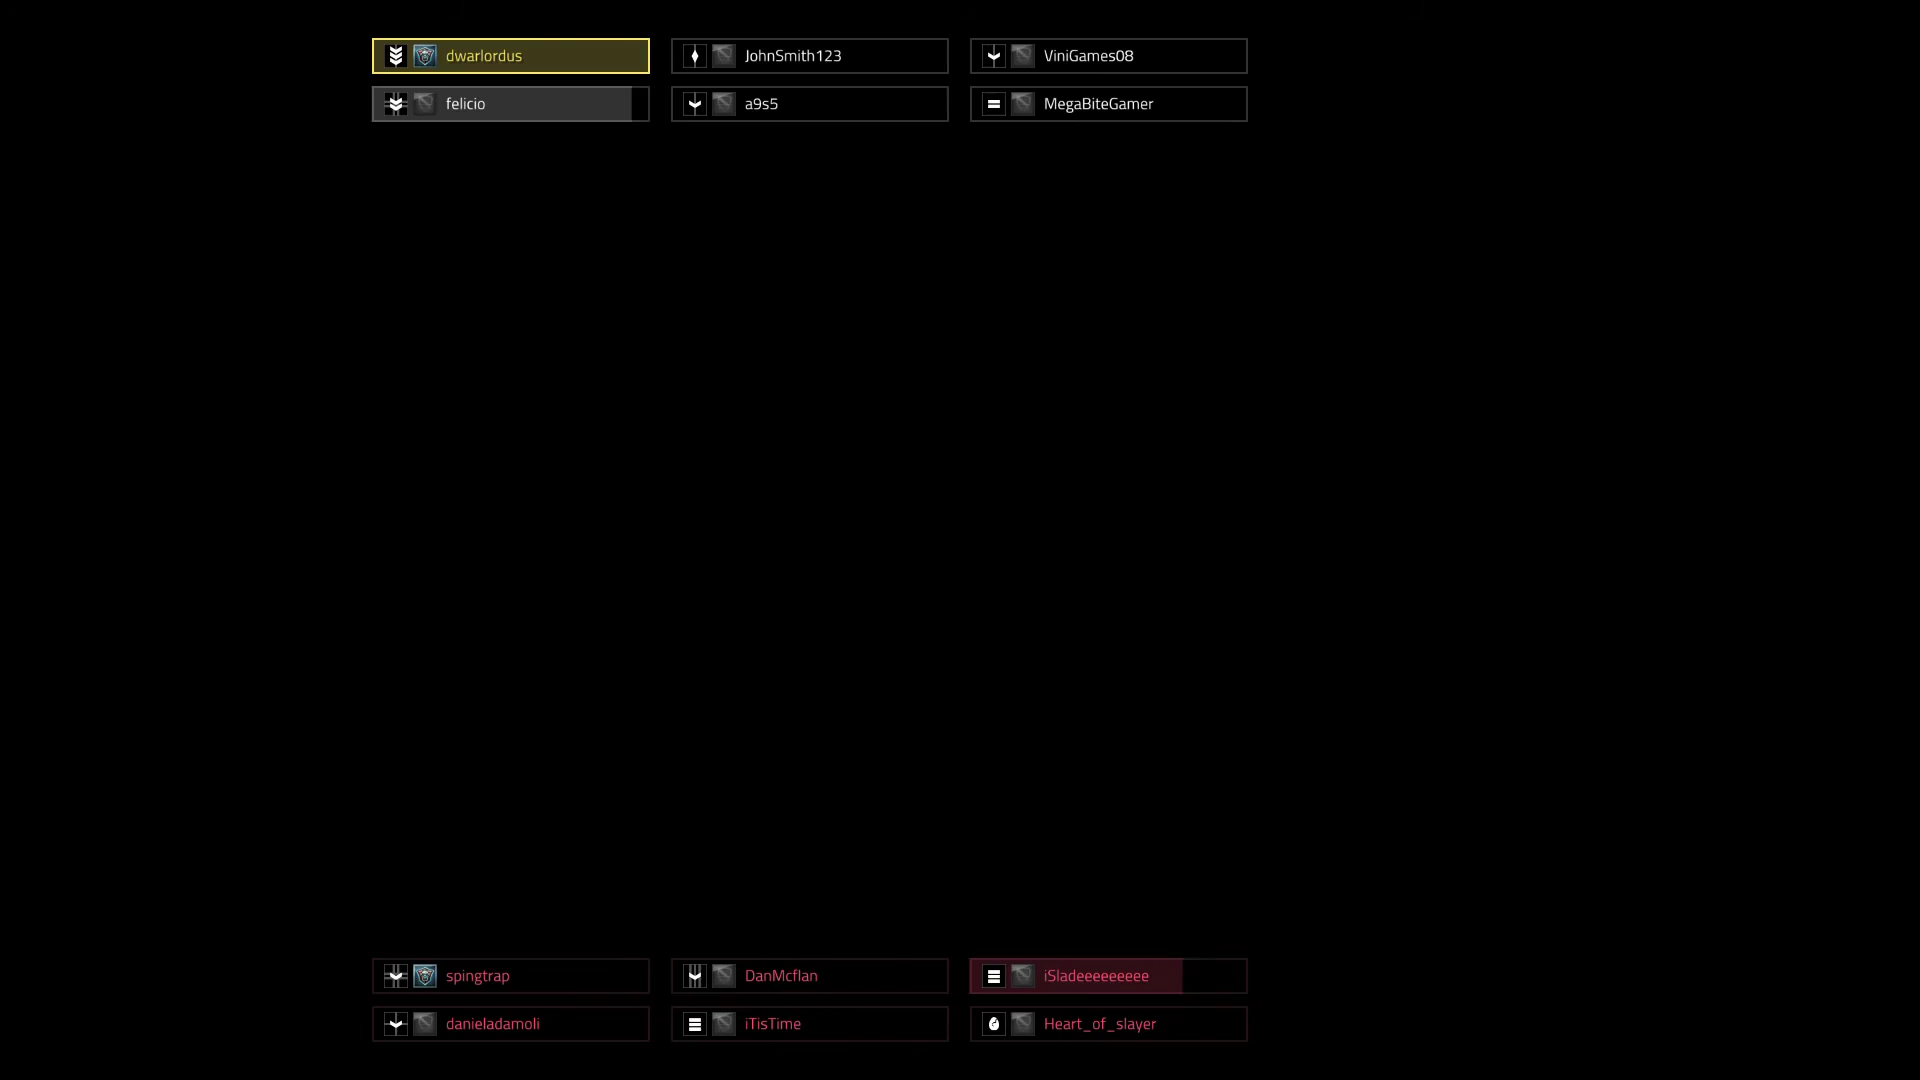 dwarlordus JohnSmith123 ViniGames08
felicio a9s5 MegaBiteGamer
spingtrap DanMcflan iSladeeeeeeeee
danieladamoli iTisTime Heart_of_slayer